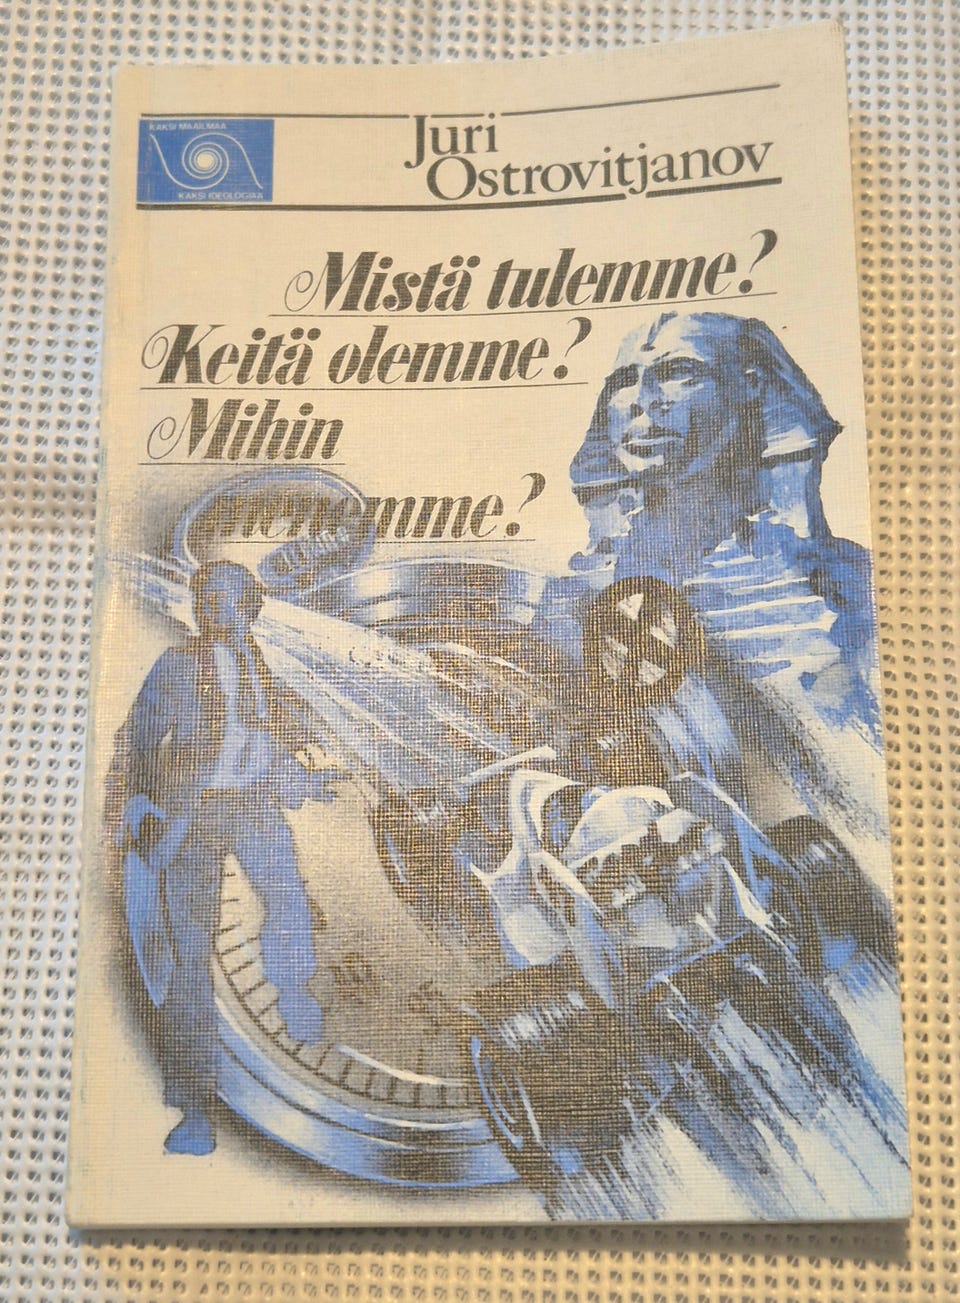 KAKSI MAAILMAA
KAKSI IDEOLOGIAA
Juri
Ostrovitjanov
Mistä tulemme?
Keitä olemme?
Mihin
menemme?